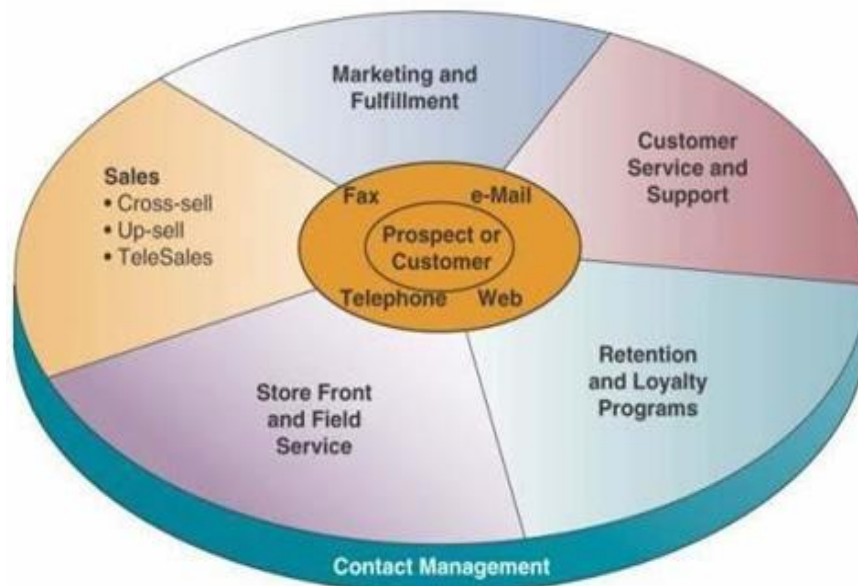 Marketing and
Fulfillment
Customer
Service and
Support
Sales
• Cross-sell
• Up-sell
• TeleSales
Fax
e-Mail
Prospect or
Customer
Telephone
Web
Retention
and Loyalty
Programs
Store Front
and Field
Service
Contact Management